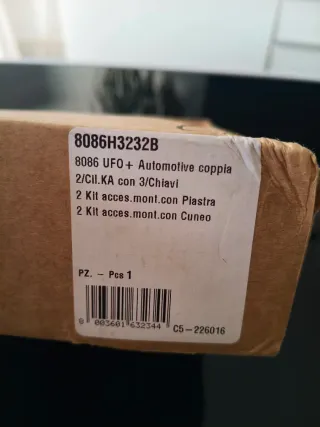 8086H3232B
8086 UFO+ Automotive coppia
2/Cil.KA con 3/Chiavi
2 Kit acces.mont.con Piastra
2 Kit acces.mont.con Cuneo
PZ. - Pcs 1
8 003601 632344
C5-226016